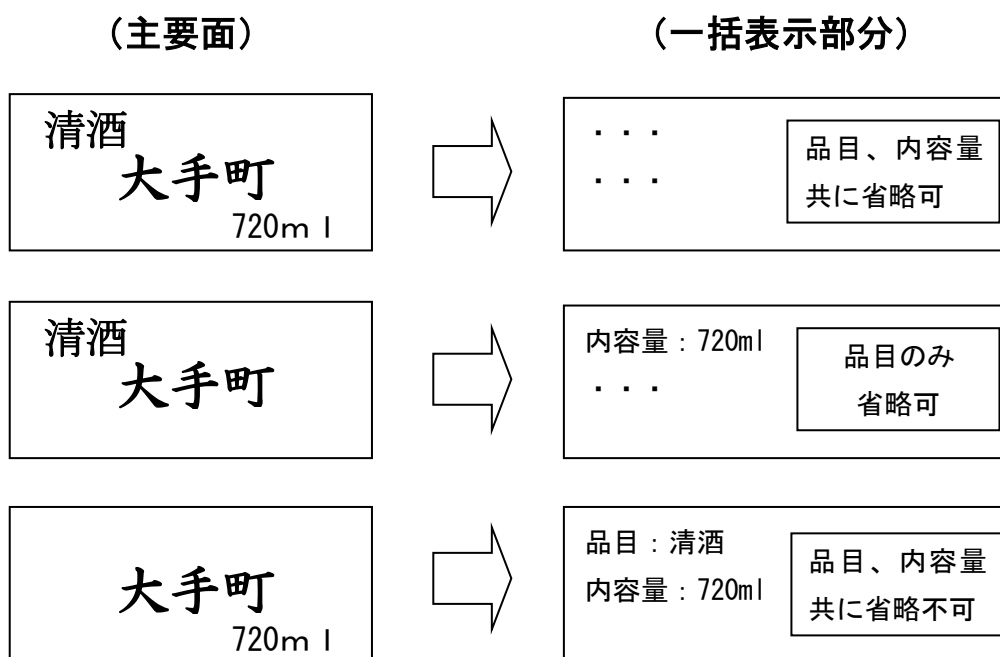 （主要面）
（一括表示部分）
清酒
大手町
720ｍｌ
・・・
・・・
品目、内容量
共に省略可
清酒
大手町
内容量：720ml
・・・
品目のみ
省略可
大手町
720ｍｌ
品目：清酒
内容量：720ml
品目、内容量
共に省略不可